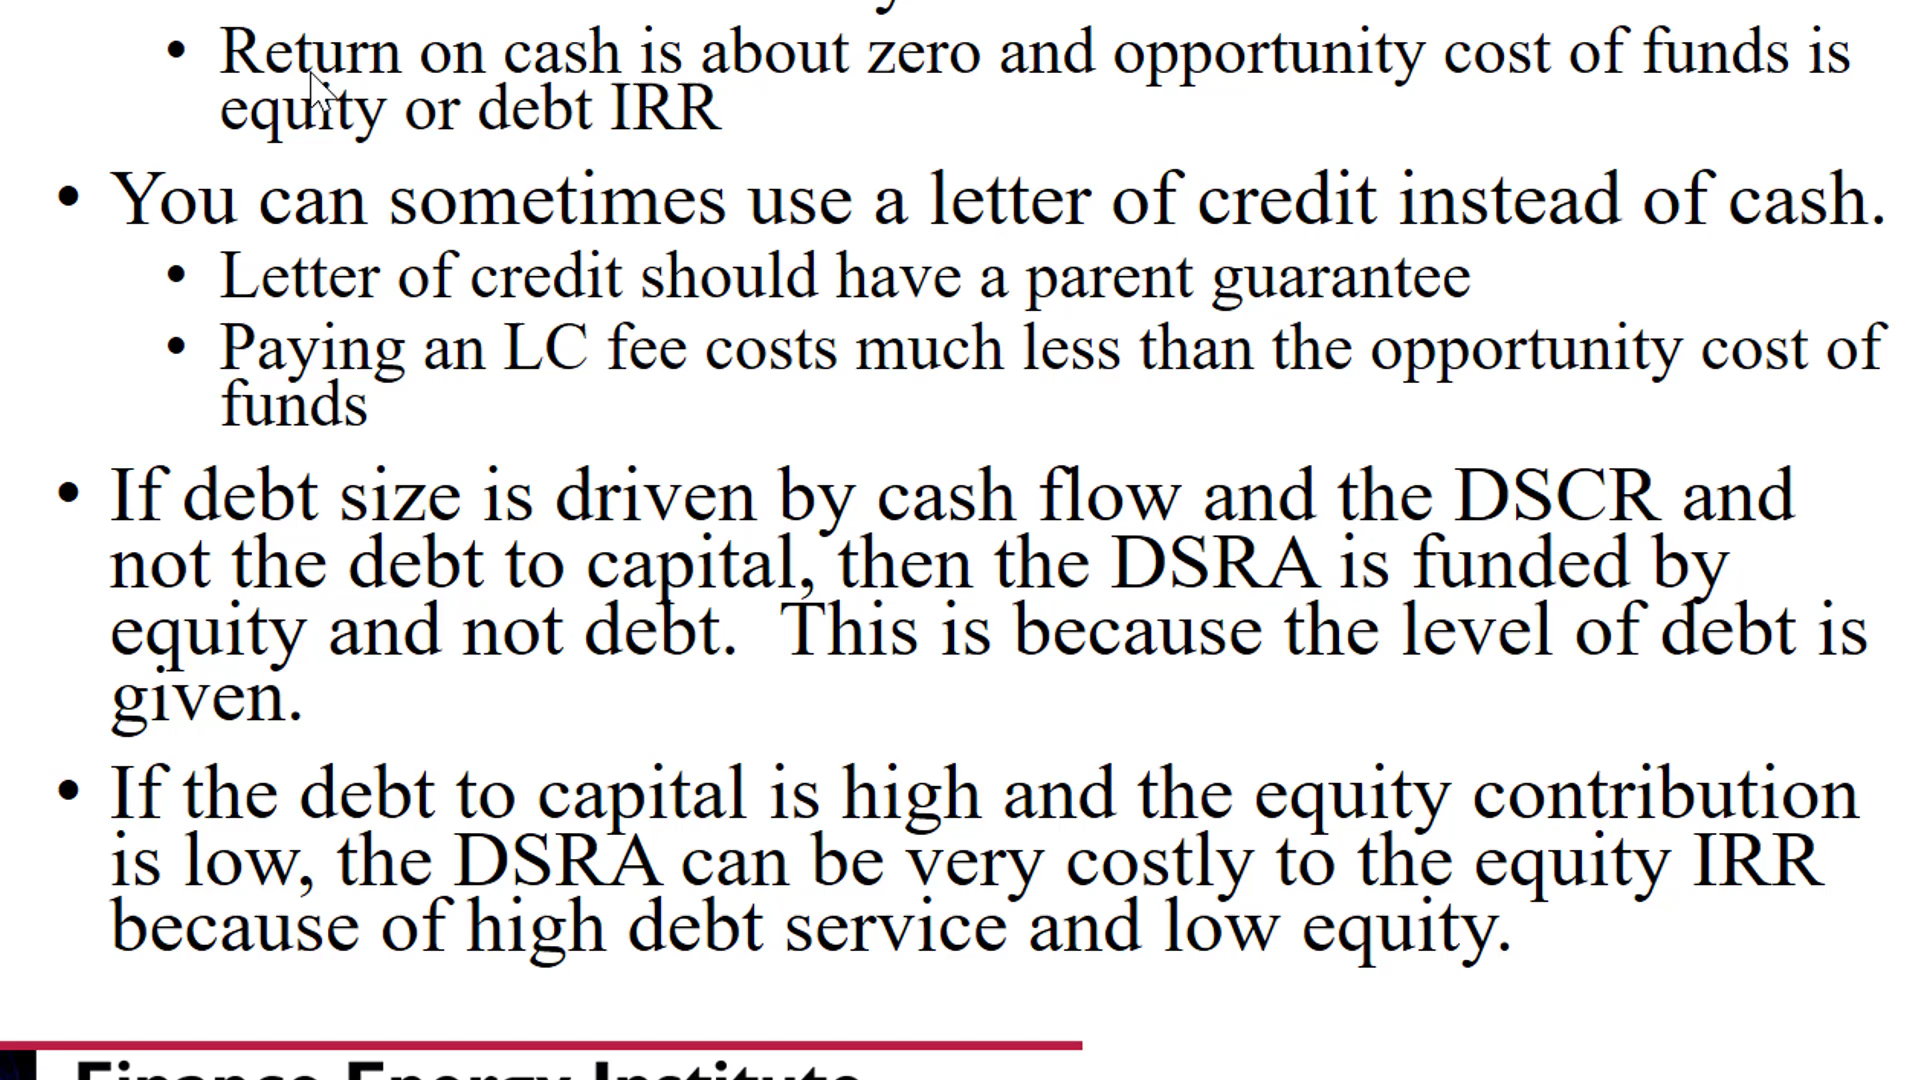 • Return on cash is about zero and opportunity cost of funds is
equity or debt IRR
• You can sometimes use a letter of credit instead of cash.
• Letter of credit should have a parent guarantee
• Paying an LC fee costs much less than the opportunity cost of
funds
• If debt size is driven by cash flow and the DSCR and
not the debt to capital, then the DSRA is funded by
equity and not debt.  This is because the level of debt is
given.
• If the debt to capital is high and the equity contribution
is low, the DSRA can be very costly to the equity IRR
because of high debt service and low equity.
Finance Energy Institute